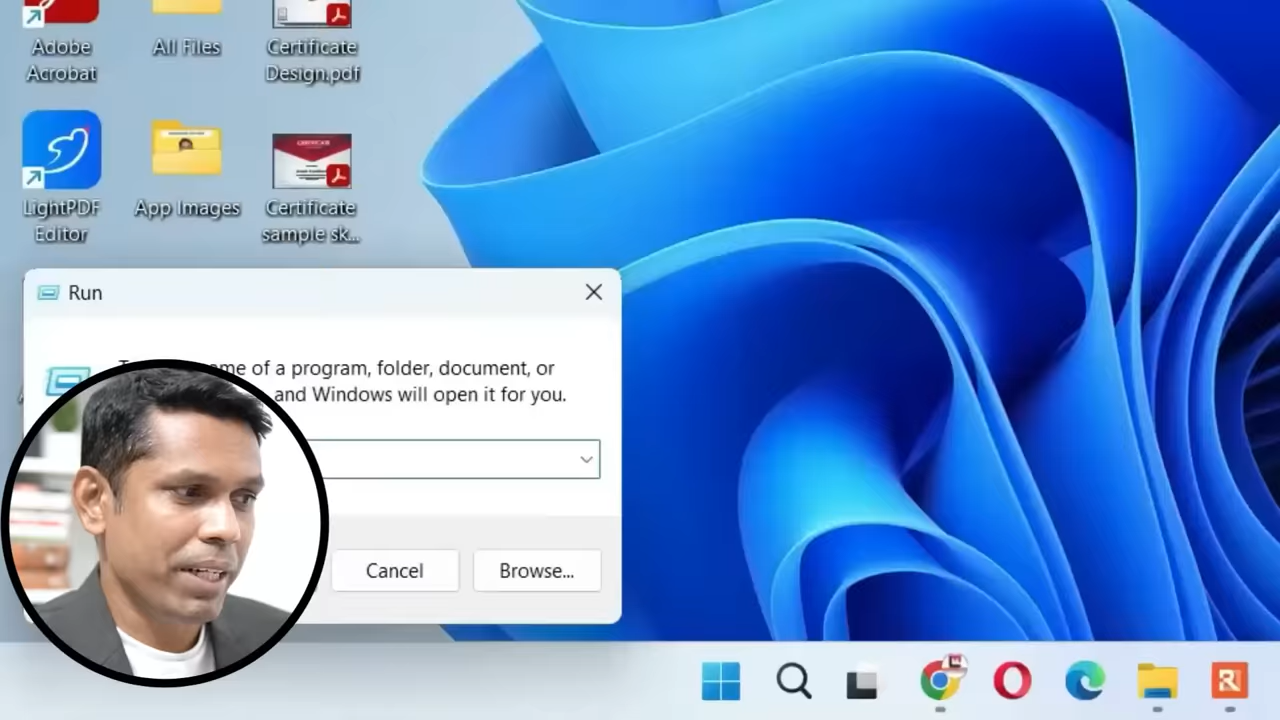 Adobe
Acrobat
All Files
Certificate
Design.pdf
LightPDF
Editor
App Images
CERTIFICATE
Certificate
sample sk...
Run
of a program, folder, document, or
and Windows will open it for you.
Cancel
Browse...